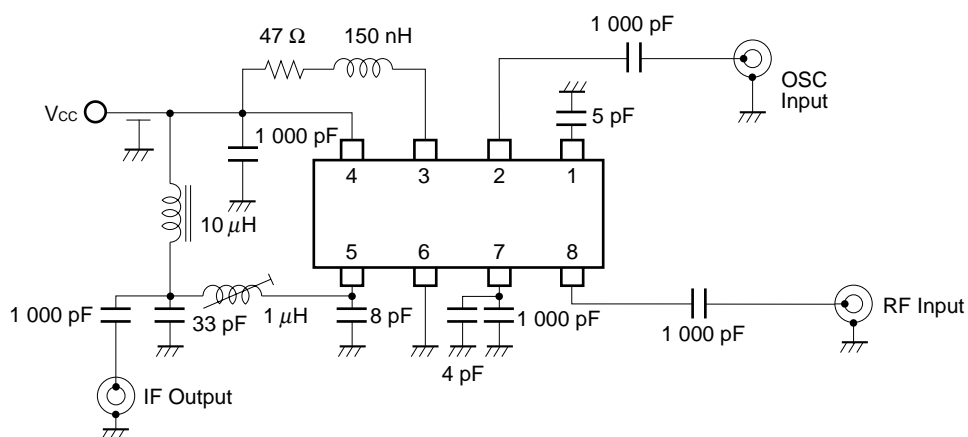 1 000 pF
47 Ω
150 nH
OSC
Input
VCC
1 000 pF
5 pF
4
3
2
1
10 μH
5
6
7
8
1 000 pF
33 pF
1 μH
8 pF
1 000 pF
4 pF
1 000 pF
RF Input
IF Output